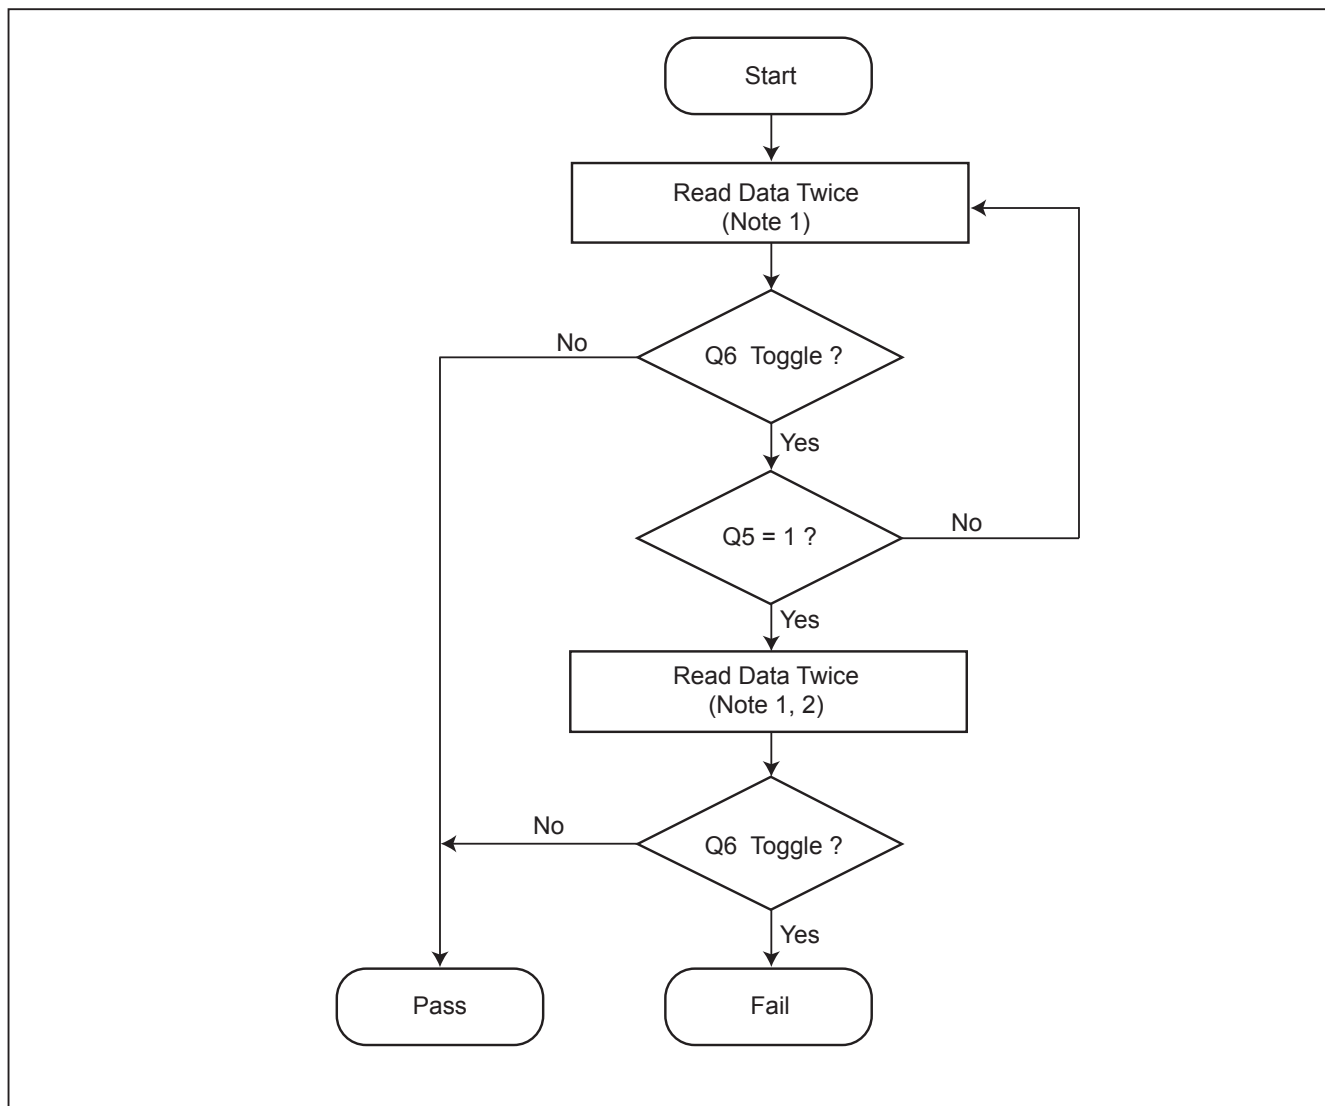 Start
Read Data Twice
(Note 1)
No
Q6 Toggle ?
Yes
Q5 = 1 ?
No
Yes
Read Data Twice
(Note 1, 2)
No
Q6 Toggle ?
Yes
Pass
Fail